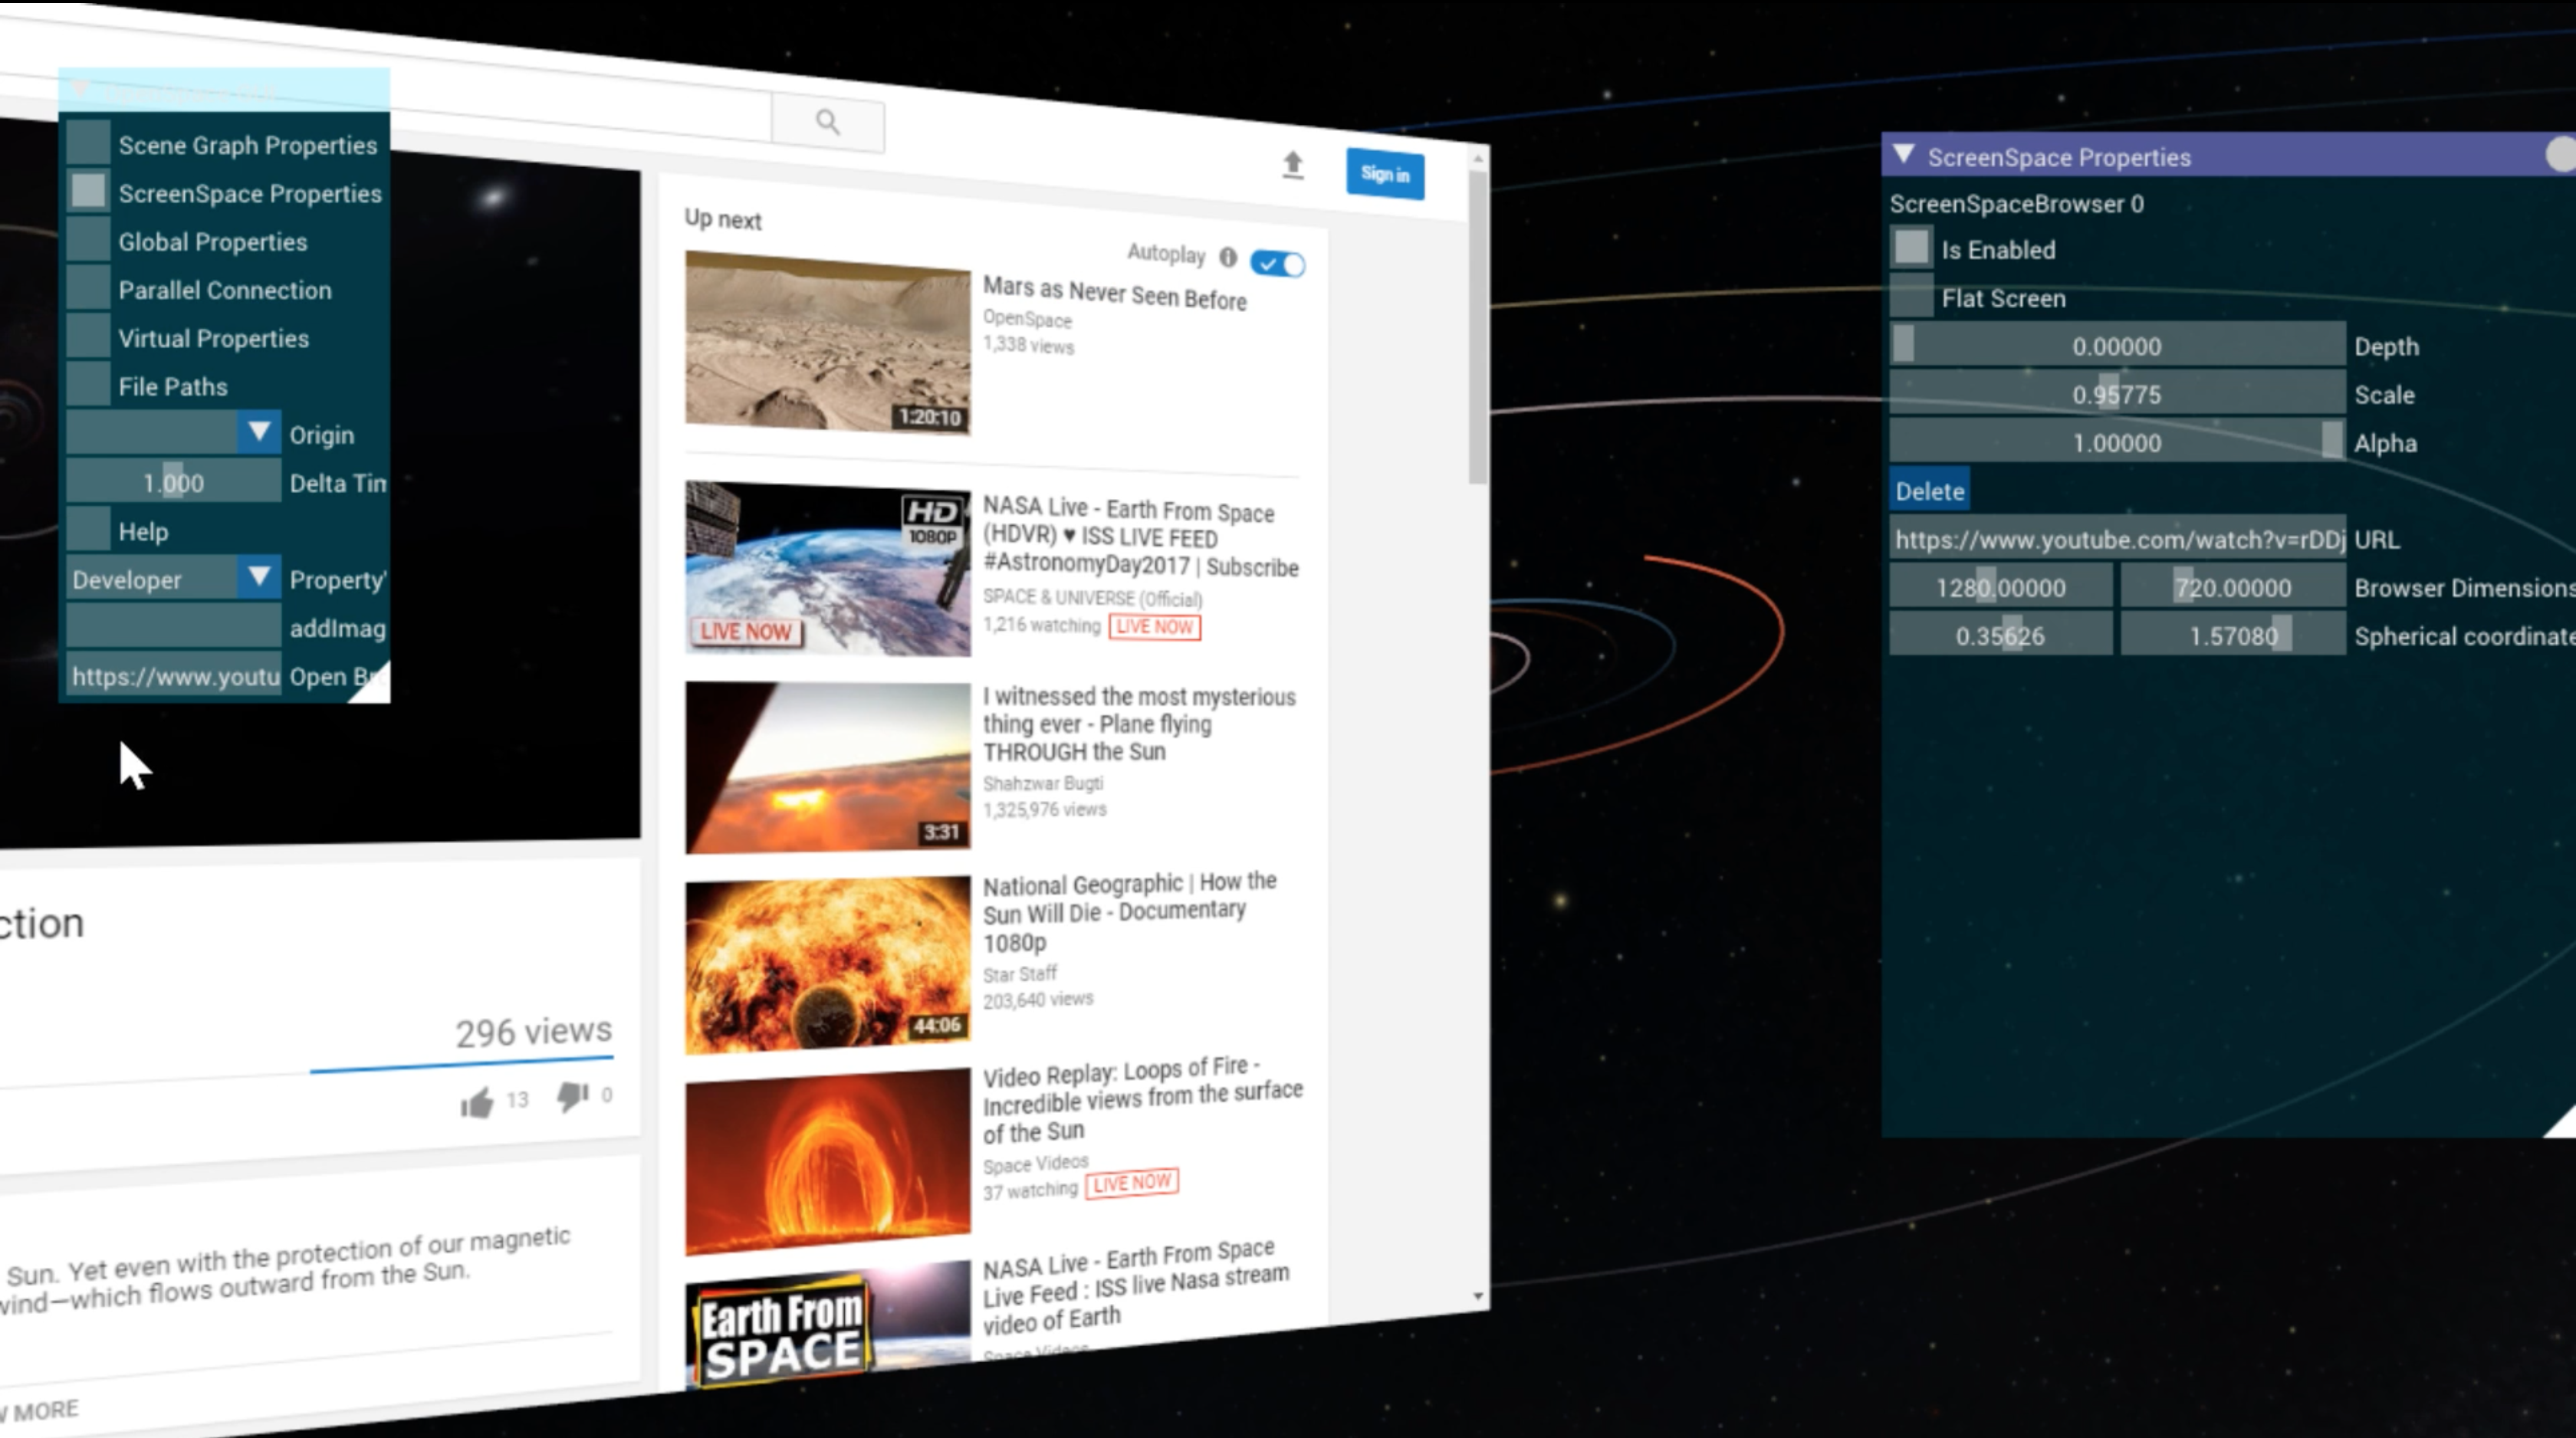 Scene Graph Properties
ScreenSpace Properties
Global Properties
Parallel Connection
Virtual Properties
File Paths
Origin
1.000 Delta Tim
Help
Developer Property'
addImag
https://www.youtu Open Br
ction
296 views
13 0
Sun. Yet even with the protection of our magnetic
wind—which flows outward from the Sun.
W MORE
Sign in
Up next
Autoplay
Mars as Never Seen Before
OpenSpace
1,338 views
1:20:10
NASA Live - Earth From Space
(HDVR) ♥ ISS LIVE FEED
#AstronomyDay2017 | Subscribe
SPACE & UNIVERSE (Official)
1,216 watching LIVE NOW
HD
1080P
LIVE NOW
I witnessed the most mysterious
thing ever - Plane flying
THROUGH the Sun
Shahzwar Bugti
1,325,976 views
3:31
National Geographic | How the
Sun Will Die - Documentary
1080p
Star Staff
203,640 views
44:06
Video Replay: Loops of Fire -
Incredible views from the surface
of the Sun
Space Videos
37 watching LIVE NOW
NASA Live - Earth From Space
Live Feed : ISS live Nasa stream
video of Earth
Space Videos
Earth From
SPACE
ScreenSpace Properties
ScreenSpaceBrowser 0
Is Enabled
Flat Screen
0.00000 Depth
0.95775 Scale
1.00000 Alpha
Delete
https://www.youtube.com/watch?v=rDDj URL
1280.00000 720.00000 Browser Dimensions
0.35626 1.57080 Spherical coordinate